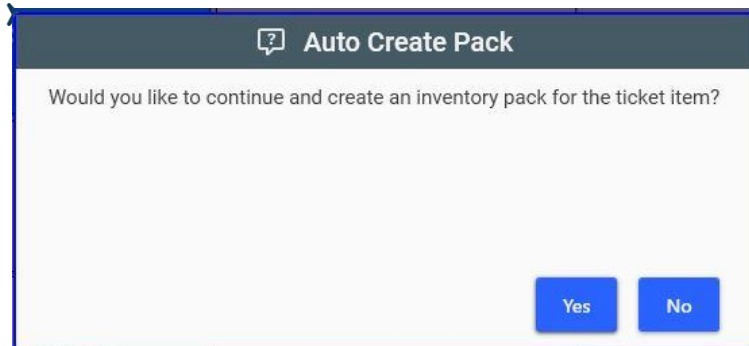 Auto Create Pack
Would you like to continue and create an inventory pack for the ticket item?
Yes No